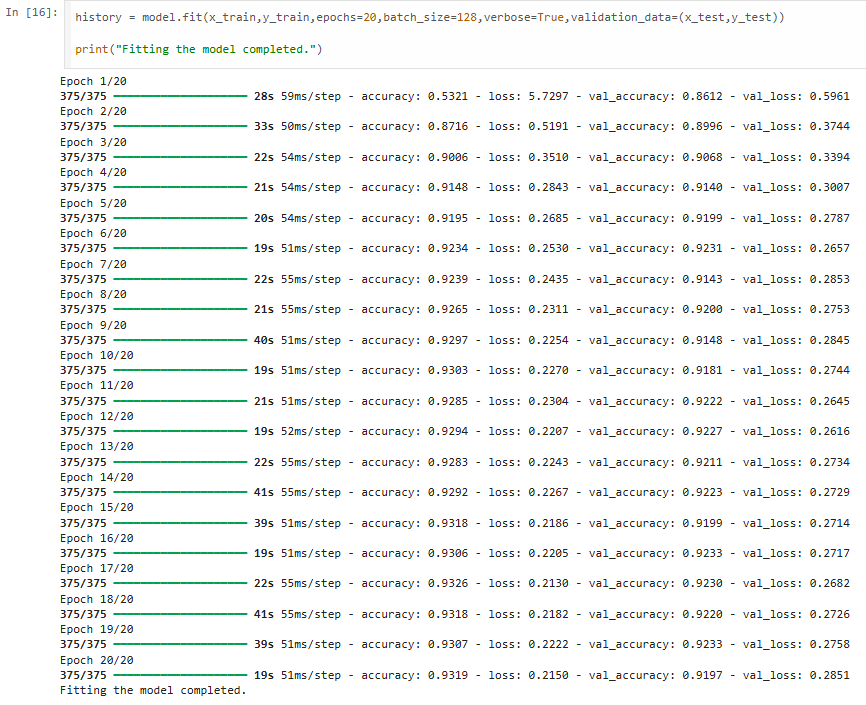 In [16]: history = model.fit(x_train,y_train,epochs=20,batch_size=128,verbose=True,validation_data=(x_test,y_test))
print("Fitting the model completed.")
Epoch 1/20
375/375 ━━━━━━━━━━━━━━━━━━━━ 28s 59ms/step - accuracy: 0.5321 - loss: 5.7297 - val_accuracy: 0.8612 - val_loss: 0.5961
Epoch 2/20
375/375 ━━━━━━━━━━━━━━━━━━━━ 33s 50ms/step - accuracy: 0.8716 - loss: 0.5191 - val_accuracy: 0.8996 - val_loss: 0.3744
Epoch 3/20
375/375 ━━━━━━━━━━━━━━━━━━━━ 22s 54ms/step - accuracy: 0.9006 - loss: 0.3510 - val_accuracy: 0.9068 - val_loss: 0.3394
Epoch 4/20
375/375 ━━━━━━━━━━━━━━━━━━━━ 21s 54ms/step - accuracy: 0.9148 - loss: 0.2843 - val_accuracy: 0.9140 - val_loss: 0.3007
Epoch 5/20
375/375 ━━━━━━━━━━━━━━━━━━━━ 20s 54ms/step - accuracy: 0.9195 - loss: 0.2685 - val_accuracy: 0.9199 - val_loss: 0.2787
Epoch 6/20
375/375 ━━━━━━━━━━━━━━━━━━━━ 19s 51ms/step - accuracy: 0.9234 - loss: 0.2530 - val_accuracy: 0.9231 - val_loss: 0.2657
Epoch 7/20
375/375 ━━━━━━━━━━━━━━━━━━━━ 22s 55ms/step - accuracy: 0.9239 - loss: 0.2435 - val_accuracy: 0.9143 - val_loss: 0.2853
Epoch 8/20
375/375 ━━━━━━━━━━━━━━━━━━━━ 21s 55ms/step - accuracy: 0.9265 - loss: 0.2311 - val_accuracy: 0.9200 - val_loss: 0.2753
Epoch 9/20
375/375 ━━━━━━━━━━━━━━━━━━━━ 40s 51ms/step - accuracy: 0.9297 - loss: 0.2254 - val_accuracy: 0.9148 - val_loss: 0.2845
Epoch 10/20
375/375 ━━━━━━━━━━━━━━━━━━━━ 19s 51ms/step - accuracy: 0.9303 - loss: 0.2270 - val_accuracy: 0.9181 - val_loss: 0.2744
Epoch 11/20
375/375 ━━━━━━━━━━━━━━━━━━━━ 21s 51ms/step - accuracy: 0.9285 - loss: 0.2304 - val_accuracy: 0.9222 - val_loss: 0.2645
Epoch 12/20
375/375 ━━━━━━━━━━━━━━━━━━━━ 19s 52ms/step - accuracy: 0.9294 - loss: 0.2207 - val_accuracy: 0.9227 - val_loss: 0.2616
Epoch 13/20
375/375 ━━━━━━━━━━━━━━━━━━━━ 22s 55ms/step - accuracy: 0.9283 - loss: 0.2243 - val_accuracy: 0.9211 - val_loss: 0.2734
Epoch 14/20
375/375 ━━━━━━━━━━━━━━━━━━━━ 41s 55ms/step - accuracy: 0.9292 - loss: 0.2267 - val_accuracy: 0.9223 - val_loss: 0.2729
Epoch 15/20
375/375 ━━━━━━━━━━━━━━━━━━━━ 39s 51ms/step - accuracy: 0.9318 - loss: 0.2186 - val_accuracy: 0.9199 - val_loss: 0.2714
Epoch 16/20
375/375 ━━━━━━━━━━━━━━━━━━━━ 19s 51ms/step - accuracy: 0.9306 - loss: 0.2205 - val_accuracy: 0.9233 - val_loss: 0.2717
Epoch 17/20
375/375 ━━━━━━━━━━━━━━━━━━━━ 22s 55ms/step - accuracy: 0.9326 - loss: 0.2130 - val_accuracy: 0.9230 - val_loss: 0.2682
Epoch 18/20
375/375 ━━━━━━━━━━━━━━━━━━━━ 41s 55ms/step - accuracy: 0.9318 - loss: 0.2182 - val_accuracy: 0.9220 - val_loss: 0.2726
Epoch 19/20
375/375 ━━━━━━━━━━━━━━━━━━━━ 39s 51ms/step - accuracy: 0.9307 - loss: 0.2222 - val_accuracy: 0.9233 - val_loss: 0.2758
Epoch 20/20
375/375 ━━━━━━━━━━━━━━━━━━━━ 19s 51ms/step - accuracy: 0.9319 - loss: 0.2150 - val_accuracy: 0.9197 - val_loss: 0.2851
Fitting the model completed.